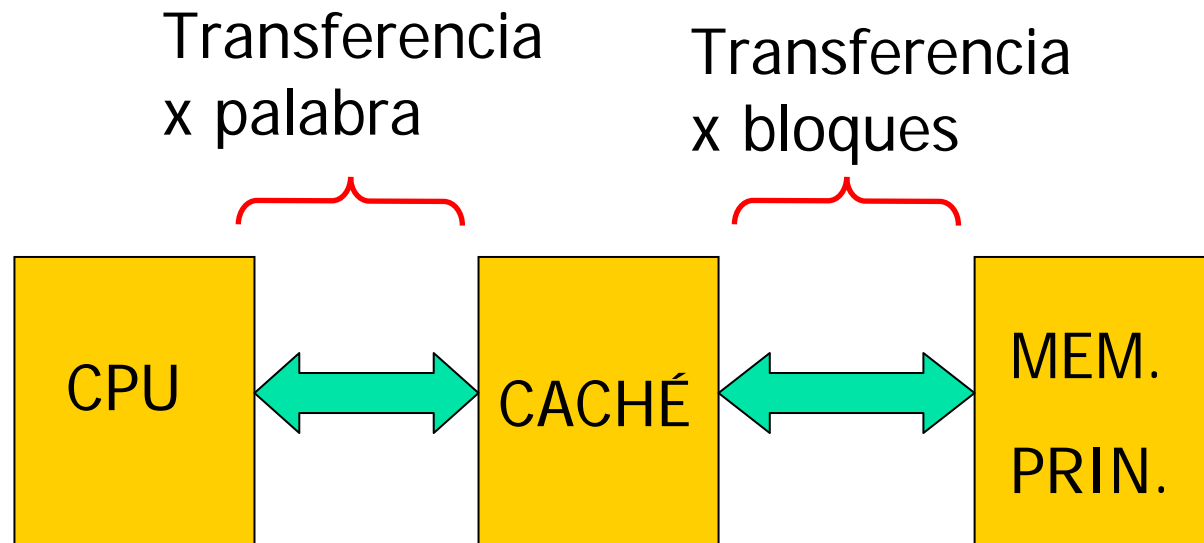 Transferencia
x palabra
Transferencia
x bloques
CPU
CACHÉ
MEM.
PRIN.